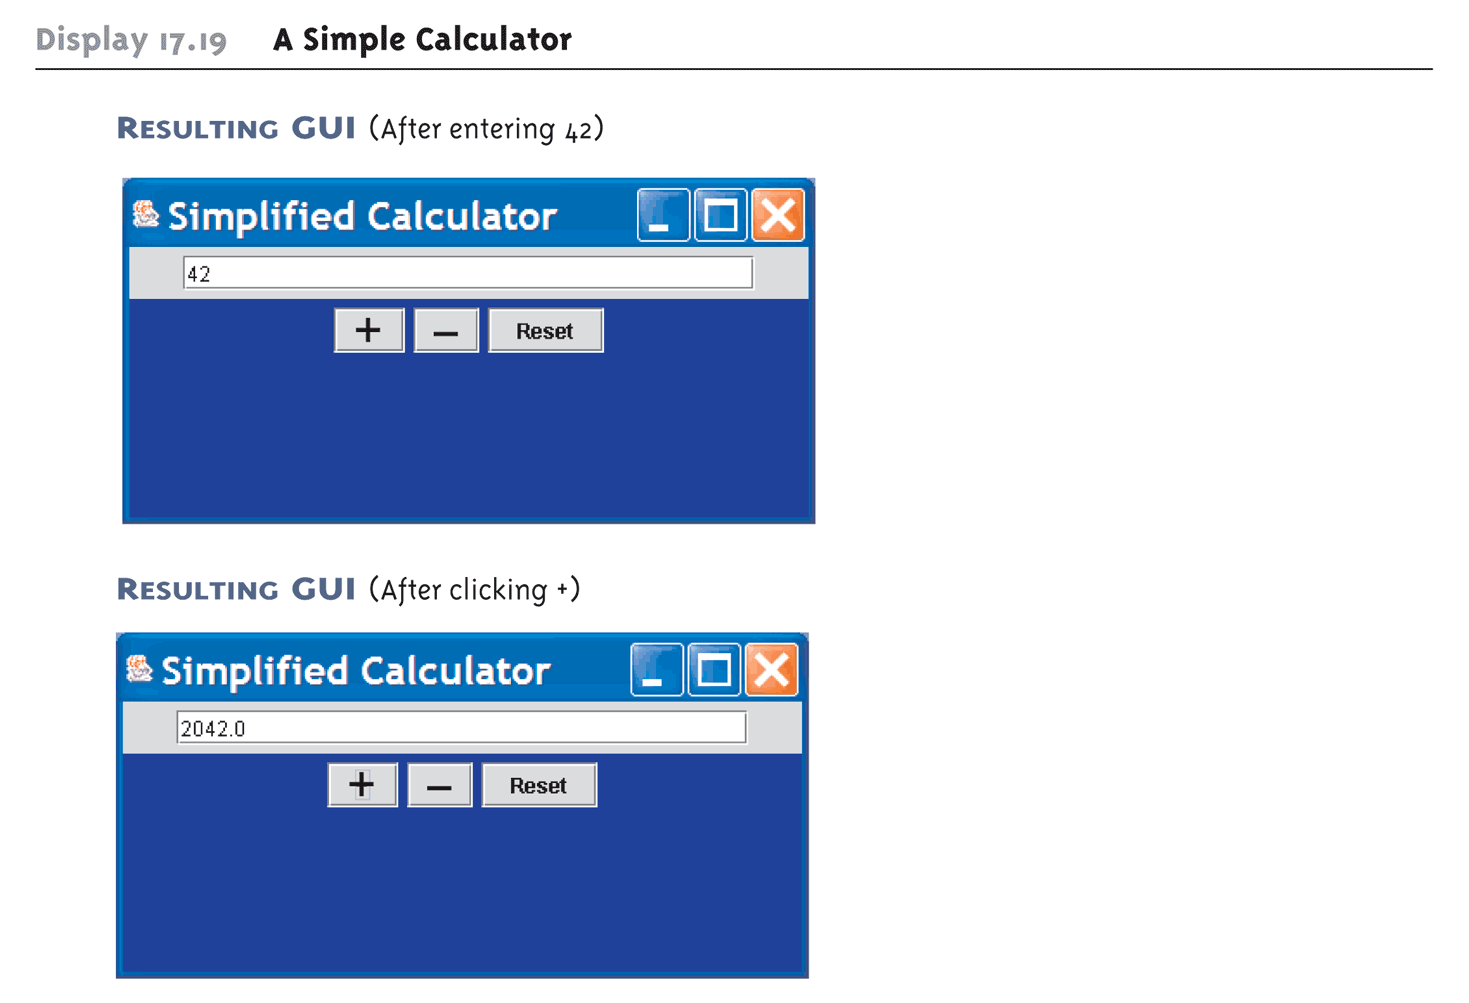 Display 17.19 A Simple Calculator
RESULTING GUI (After entering 42)
Simplified Calculator
42
+ – Reset
RESULTING GUI (After clicking +)
Simplified Calculator
2042.0
+ – Reset